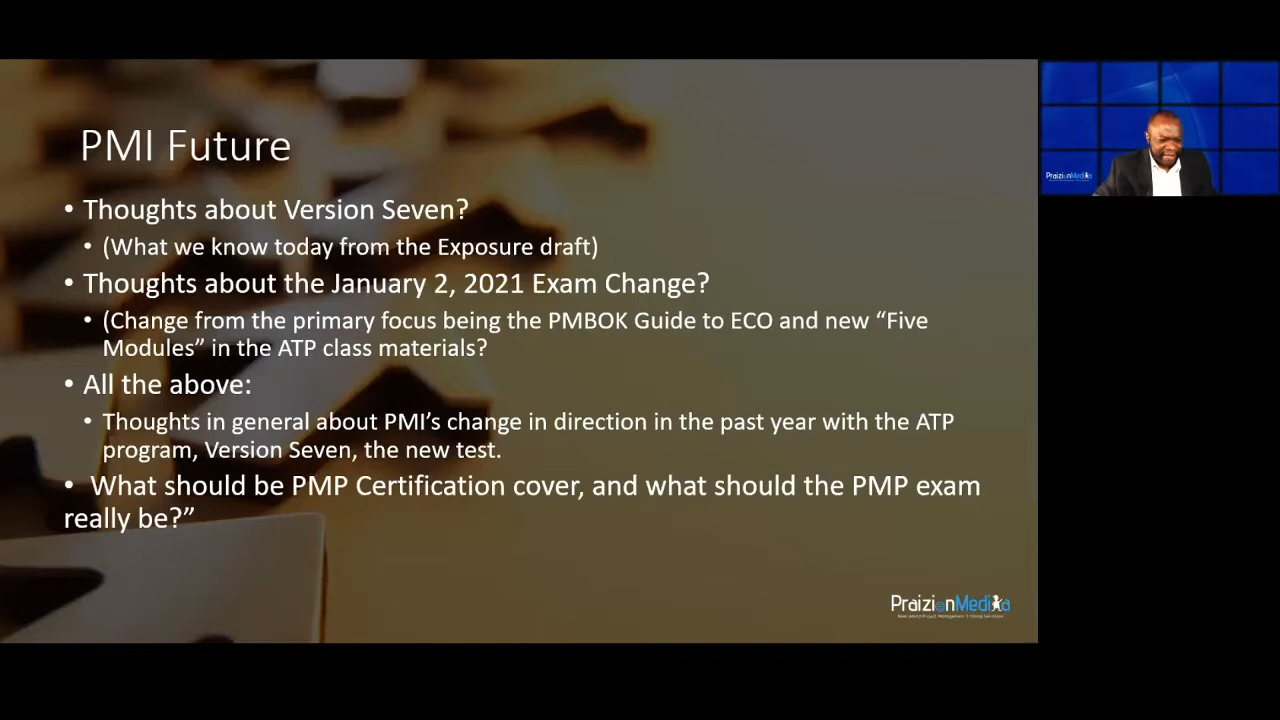 PMI Future
• Thoughts about Version Seven?
• (What we know today from the Exposure draft)
• Thoughts about the January 2, 2021 Exam Change?
• (Change from the primary focus being the PMBOK Guide to ECO and new “Five
Modules” in the ATP class materials?
• All the above:
• Thoughts in general about PMI’s change in direction in the past year with the ATP
program, Version Seven, the new test.
• What should be PMP Certification cover, and what should the PMP exam
really be?”
PraizionMedia
PraizionMedia